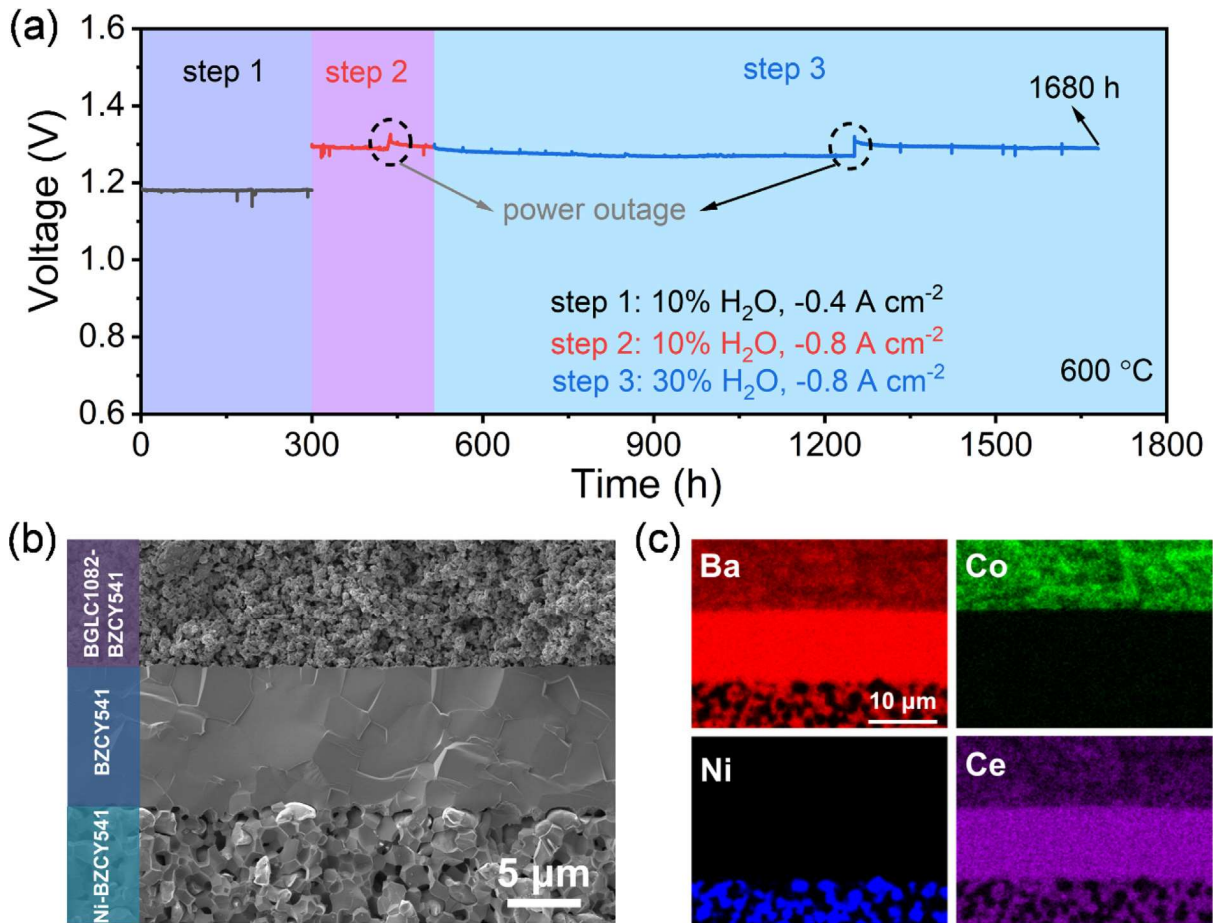 (a)
1.6
1.4
1.2
1.0
0.8
0.6
Voltage (V)
step 1
step 2
step 3
1680 h
power outage
step 1: 10% H₂O, -0.4 A cm⁻²
step 2: 10% H₂O, -0.8 A cm⁻²
step 3: 30% H₂O, -0.8 A cm⁻²
600 °C
0 300 600 900 1200 1500 1800
Time (h)
(b)
BGLC1082-
BZCY541
BZCY541
Ni-BZCY541
5 µm
(c)
Ba
10 µm
Co
Ni
Ce